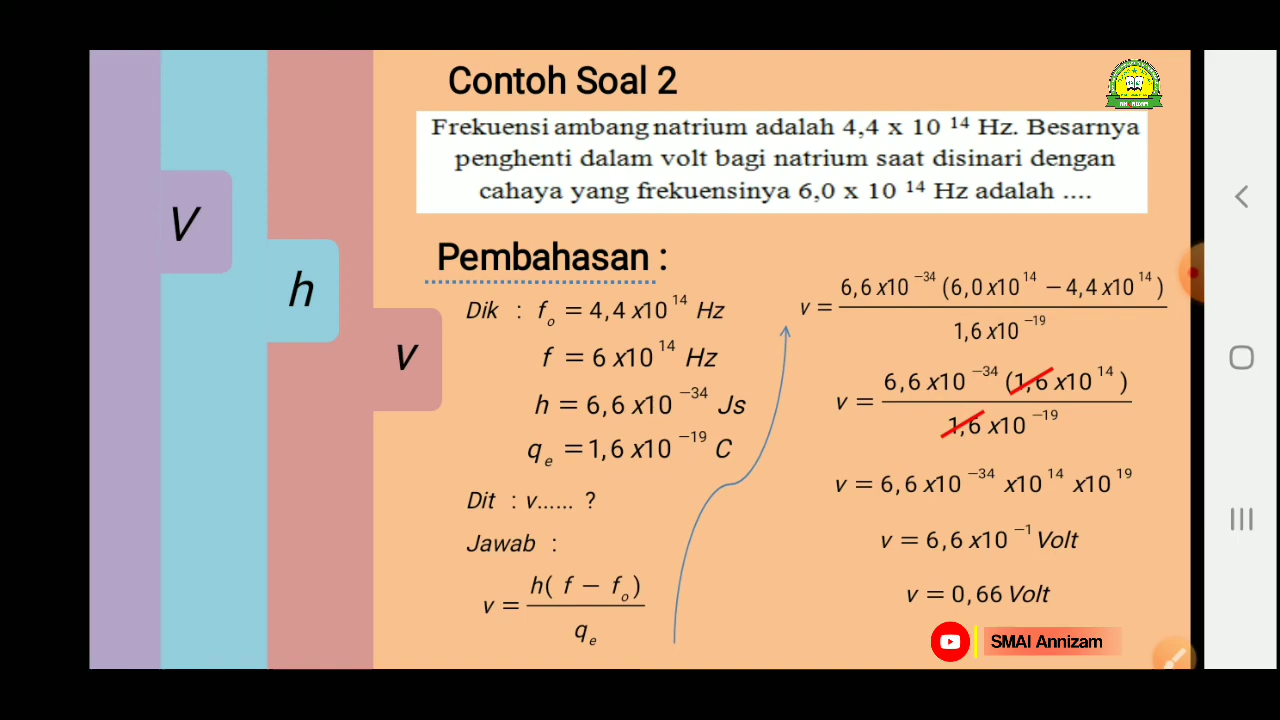 Contoh Soal 2
Frekuensi ambang natrium adalah 4,4 x 10 ¹⁴ Hz. Besarnya
penghenti dalam volt bagi natrium saat disinari dengan
cahaya yang frekuensinya 6,0 x 10 ¹⁴ Hz adalah ....
V
h
v
Pembahasan :
Dik : fₒ = 4,4 x10 ¹⁴ Hz
f = 6 x10 ¹⁴ Hz
h = 6,6 x10 ⁻³⁴ Js
qₑ = 1,6 x10 ⁻¹⁹ C
Dit : v...... ?
Jawab :
v = h( f − fₒ) / qₑ
v = 6,6 x10 ⁻³⁴ (6,0 x10 ¹⁴ − 4,4 x10 ¹⁴ ) / 1,6 x10 ⁻¹⁹
v = 6,6 x10 ⁻³⁴ (1,6 x10 ¹⁴ ) / 1,6 x10 ⁻¹⁹
v = 6,6 x10 ⁻³⁴ x10 ¹⁴ x10 ¹⁹
v = 6,6 x10 ⁻¹ Volt
v = 0,66 Volt
SMAI Annizam